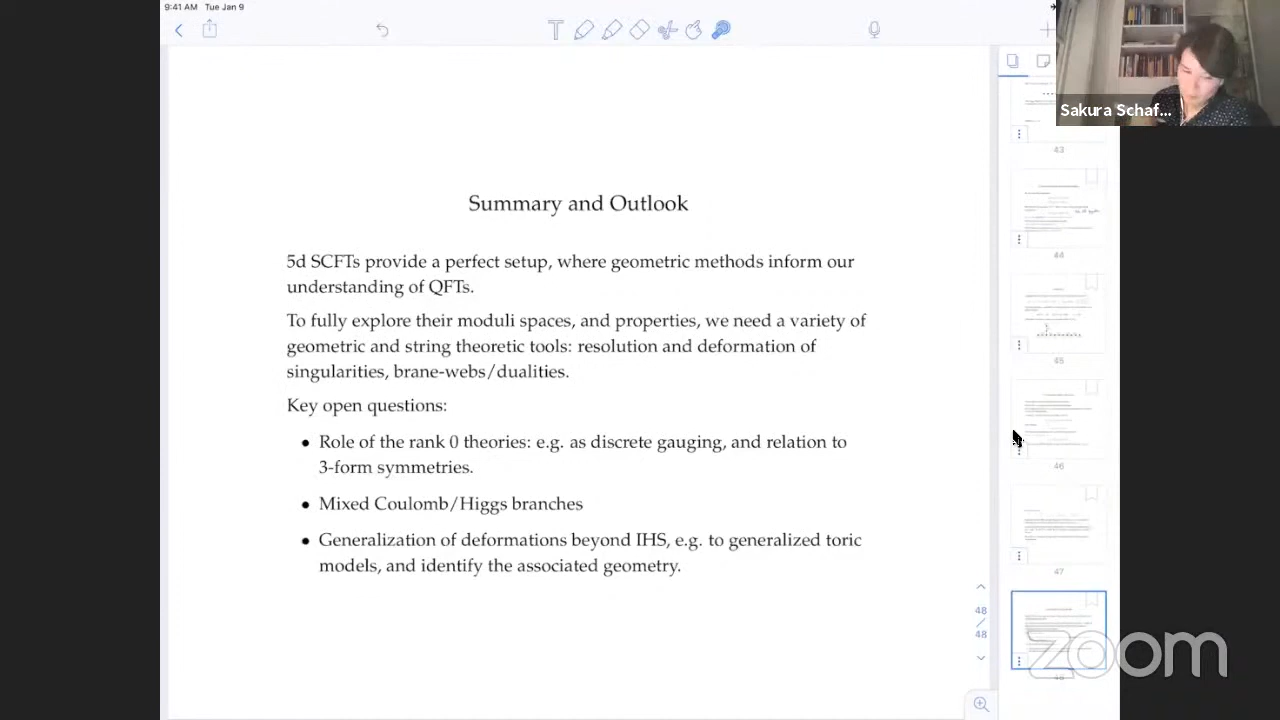 9:41 AM Tue Jan 9
Sakura Schaf...
Summary and Outlook
5d SCFTs provide a perfect setup, where geometric methods inform our
understanding of QFTs.
To fully explore their moduli spaces, and properties, we need a variety of
geometric and string theoretic tools: resolution and deformation of
singularities, brane-webs/dualities.
Key open questions:
• Role of the rank 0 theories: e.g. as discrete gauging, and relation to
3-form symmetries.
• Mixed Coulomb/Higgs branches
• Generalization of deformations beyond IHS, e.g. to generalized toric
models, and identify the associated geometry.
43
44
45
46
47
48
48
/
48
zoom